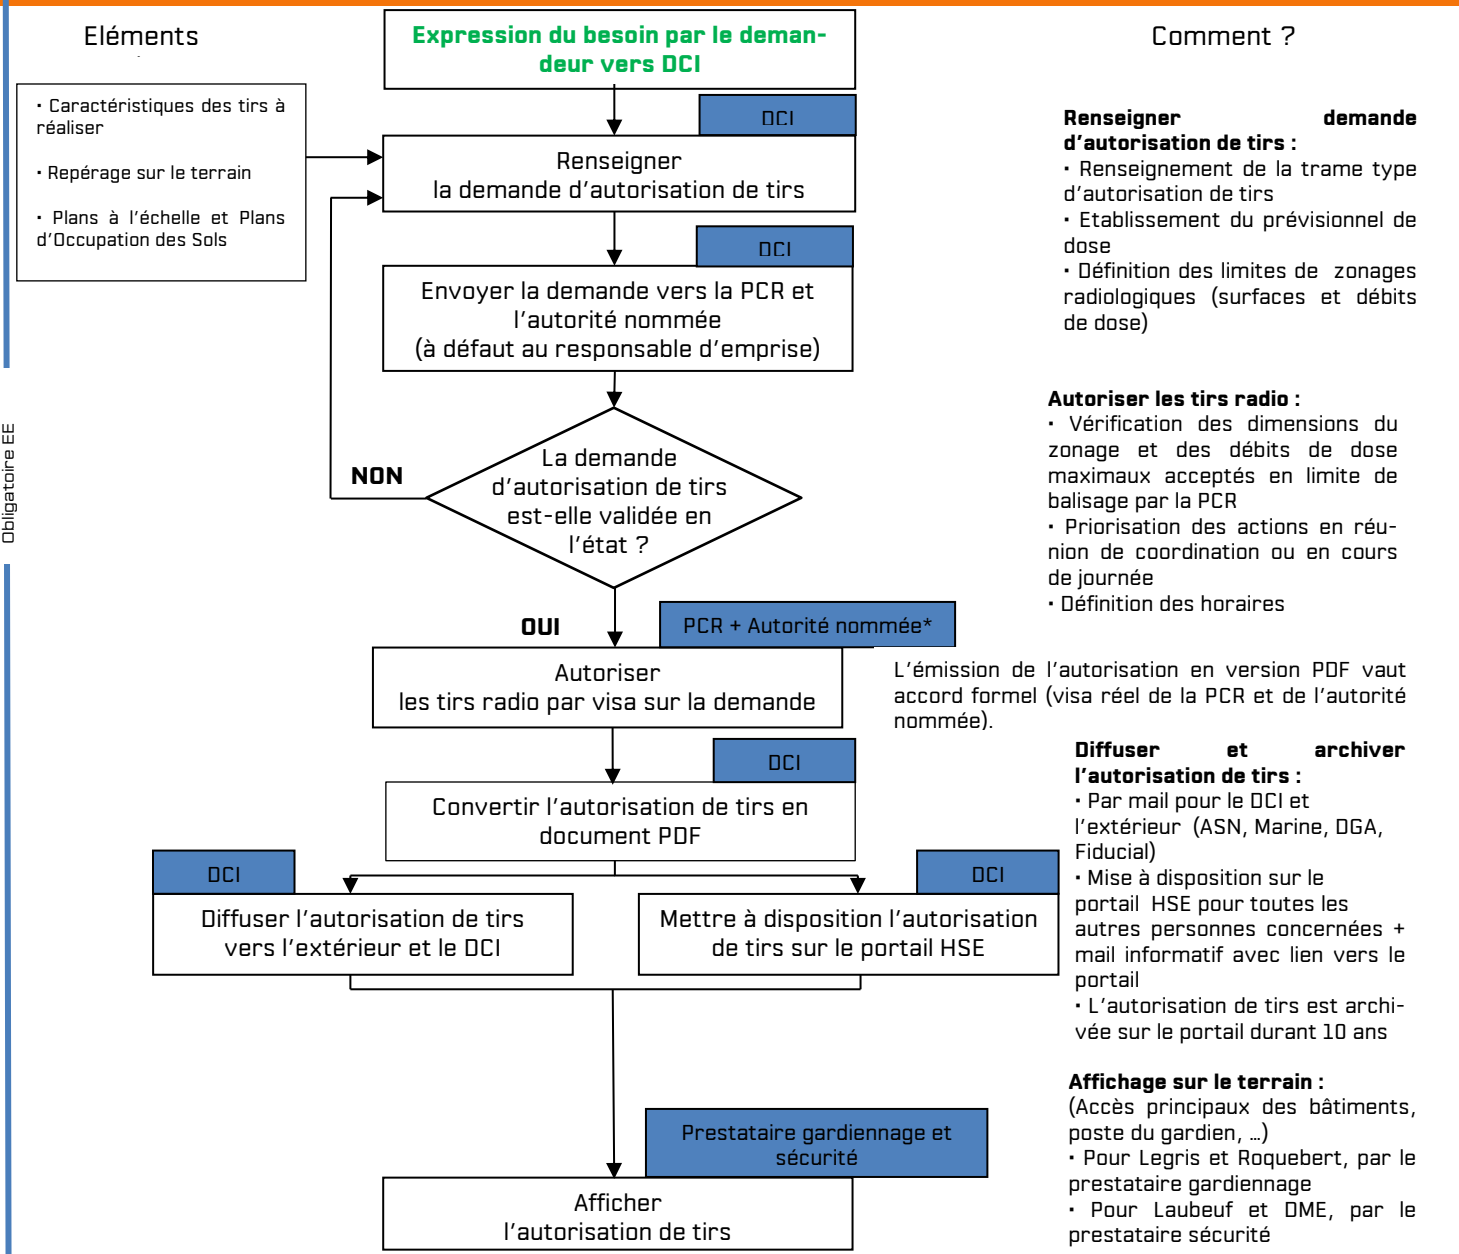 Eléments
Expression du besoin par le deman-
deur vers DCI
Comment ?
• Caractéristiques des tirs à
réaliser
• Repérage sur le terrain
• Plans à l'échelle et Plans
d'Occupation des Sols
DCI
Renseigner
la demande d'autorisation de tirs
DCI
Envoyer la demande vers la PCR et
l'autorité nommée
(à défaut au responsable d'emprise)
La demande
d'autorisation de tirs
est-elle validée en
l'état ?
NON
OUI
PCR + Autorité nommée*
Autoriser
les tirs radio par visa sur la demande
DCI
Convertir l'autorisation de tirs en
document PDF
DCI
Diffuser l'autorisation de tirs
vers l'extérieur et le DCI
DCI
Mettre à disposition l'autorisation
de tirs sur le portail HSE
Prestataire gardiennage et
sécurité
Afficher
l'autorisation de tirs
Renseigner demande
d'autorisation de tirs :
• Renseignement de la trame type
d'autorisation de tirs
• Etablissement du prévisionnel de
dose
• Définition des limites de zonages
radiologiques (surfaces et débits
de dose)
Autoriser les tirs radio :
• Vérification des dimensions du
zonage et des débits de dose
maximaux acceptés en limite de
balisage par la PCR
• Priorisation des actions en réu-
nion de coordination ou en cours
de journée
• Définition des horaires
L'émission de l'autorisation en version PDF vaut
accord formel (visa réel de la PCR et de l'autorité
nommée).
Diffuser et archiver
l'autorisation de tirs :
• Par mail pour le DCI et
l'extérieur (ASN, Marine, DGA,
Fiducial)
• Mise à disposition sur le
portail HSE pour toutes les
autres personnes concernées +
mail informatif avec lien vers le
portail
• L'autorisation de tirs est archi-
vée sur le portail durant 10 ans
Affichage sur le terrain :
(Accès principaux des bâtiments,
poste du gardien, …)
• Pour Legris et Roquebert, par le
prestataire gardiennage
• Pour Laubeuf et DME, par le
prestataire sécurité
Obligatoire EE